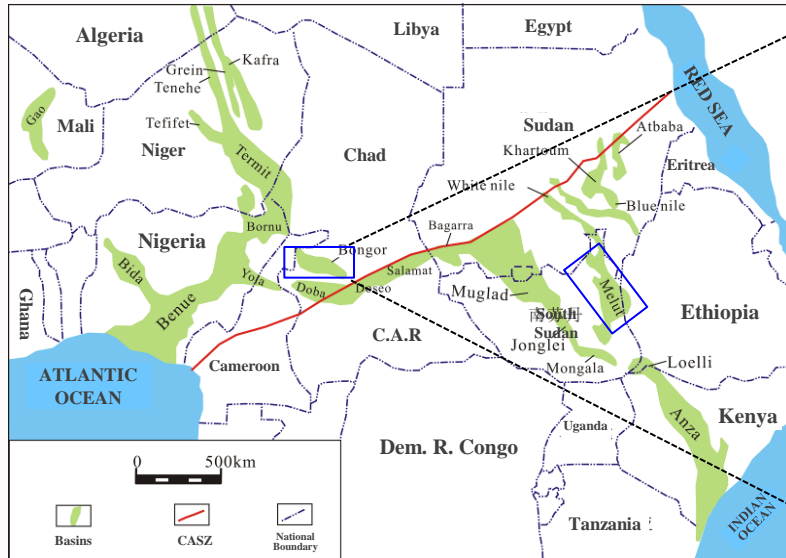 Algeria
Libya
Egypt
Kafra
Grein
Tenehe
RED SEA
Gao
Mali
Tefifet
Niger
Termit
Chad
Sudan
Atbaba
Khartoum
Eritrea
White nile
Blue nile
Bornu
Nigeria
Bagarra
Bongor
Bida
Yola
Salamat
Doba
Doseo
Muglad
Melut
Ghana
Benue
South
Sudan
Ethiopia
C.A.R
Jonglei
Cameroon
Mongala
Loelli
ATLANTIC
OCEAN
Anza
Kenya
Uganda
Dem. R. Congo
0 500km
INDIAN
OCEAN
Tanzania
Basins
CASZ
National
Boundary